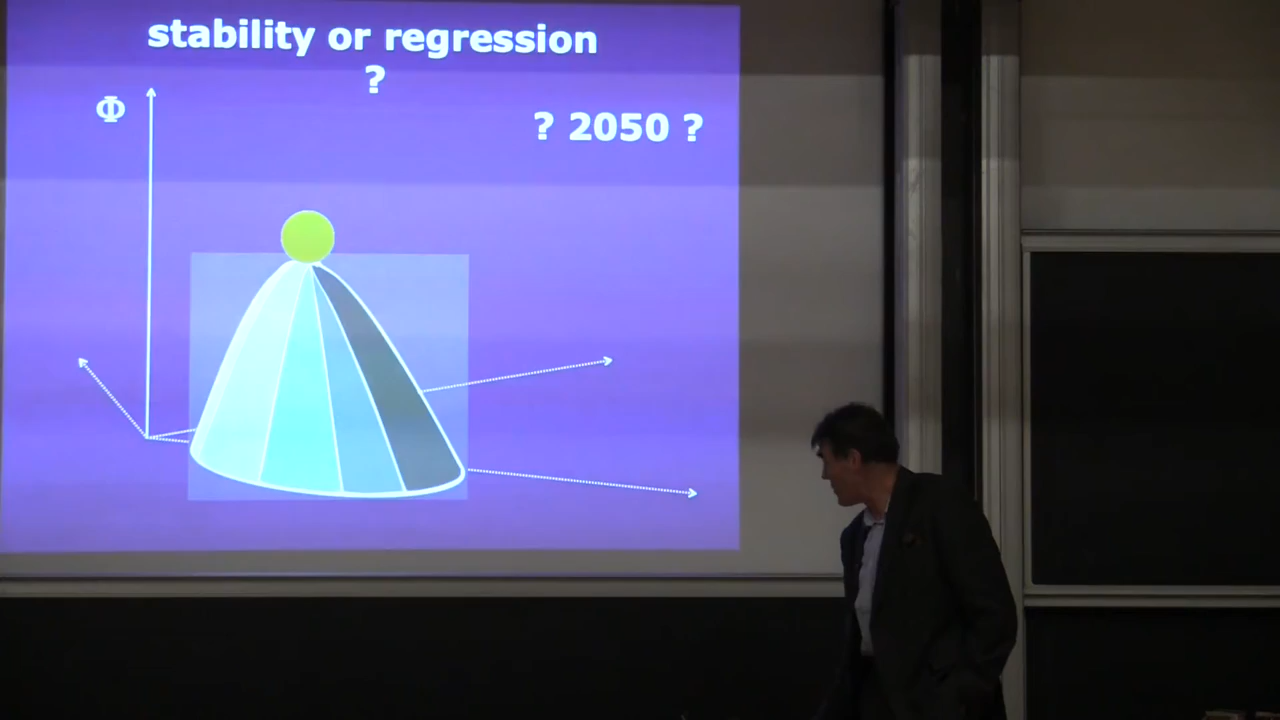 stability or regression
?
? 2050 ?
Φ